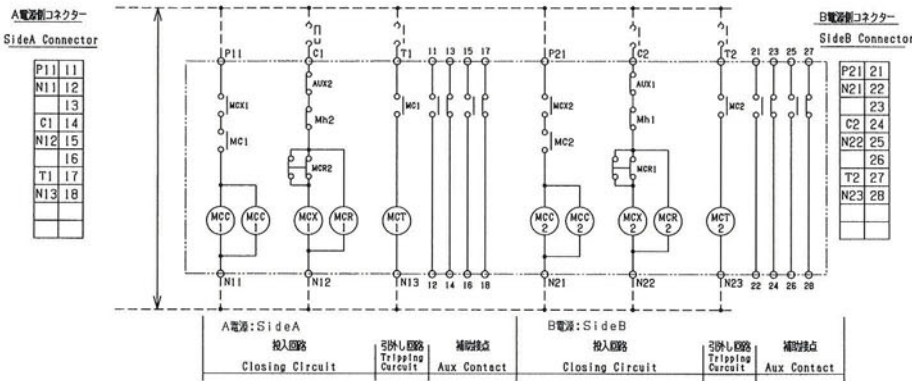 A電源側コネクター
SideA Connector
P11 11
N11 12
13
C1 14
N12 15
16
T1 17
N13 18
P11 C1 T1 11 13 15 17 P21 C2 T2 21 23 25 27
AUX2 AUX1
MCX1 Mh2 MC1 MCX2 Mh1 MC2
MC1 MC2
MCR2 MCR1
MCC 1 MCC 1 MCX 1 MCR 1 MCT 1 MCC 2 MCC 2 MCX 2 MCR 2 MCT 2
N11 N12 N13 12 14 16 18 N21 N22 N23 22 24 26 28
B電源側コネクター
SideB Connector
P21 21
N21 22
23
C2 24
N22 25
26
T2 27
N23 28
A電源:SideA B電源:SideB
投入回路 引外し回路 補助接点 投入回路 引外し回路 補助接点
Closing Circuit Tripping Curcuit Aux Contact Closing Circuit Tripping Curcuit Aux Contact